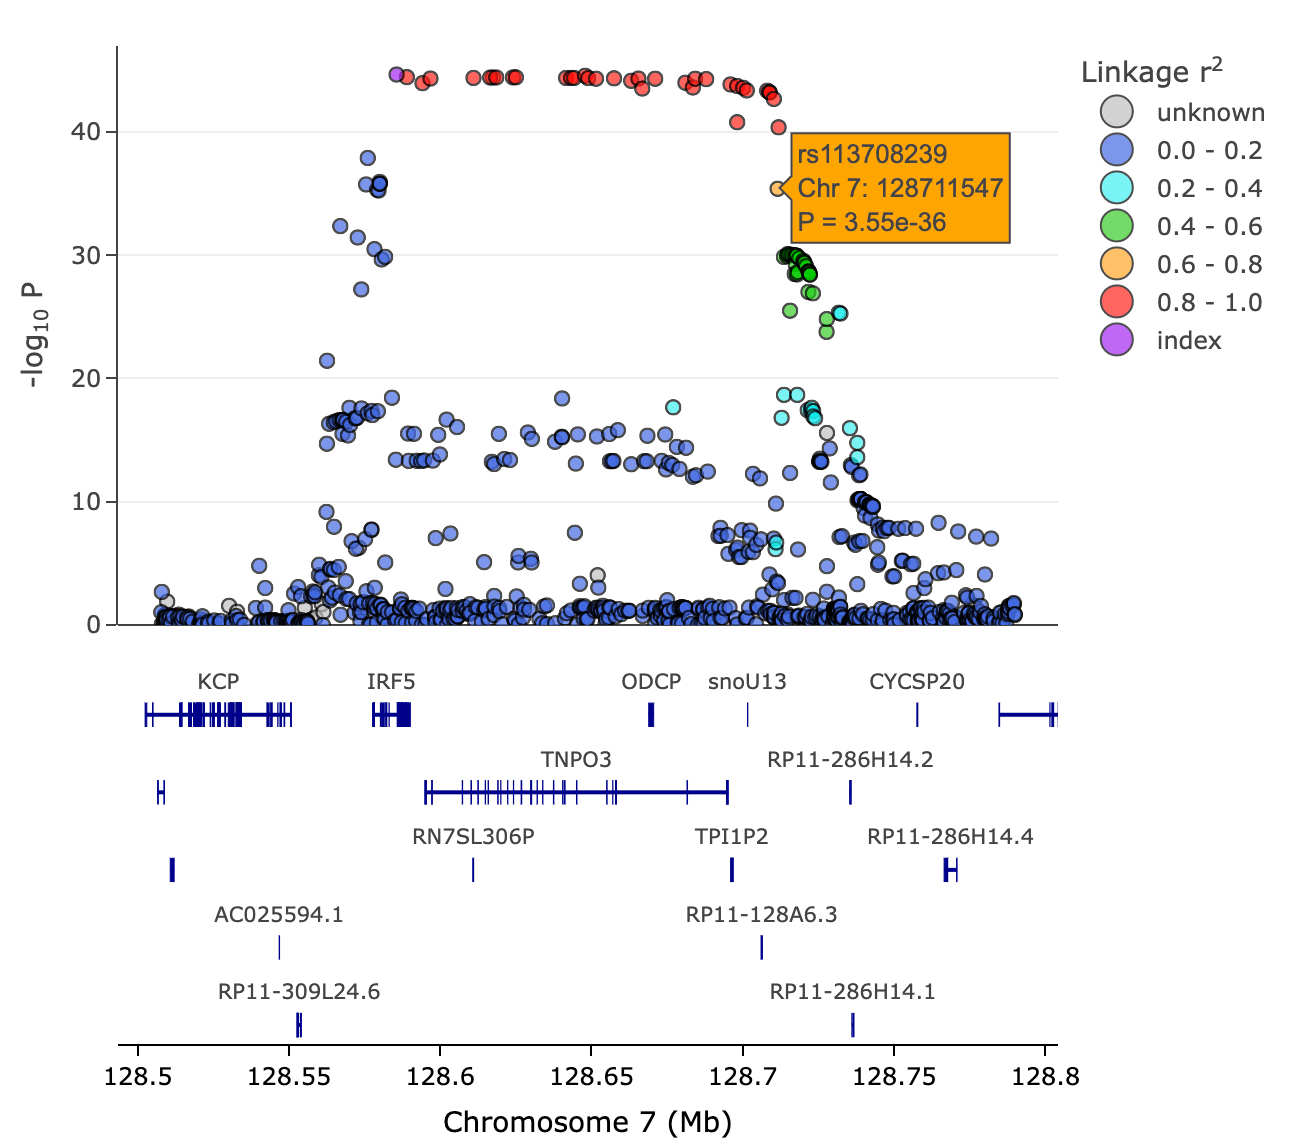 Linkage r2
unknown
0.0 - 0.2
0.2 - 0.4
0.4 - 0.6
0.6 - 0.8
0.8 - 1.0
index
-log10 P
40
30
20
10
0
rs113708239
Chr 7: 128711547
P = 3.55e-36
KCP IRF5 ODCP snoU13 CYCSP20
TNPO3 RP11-286H14.2
RN7SL306P TPI1P2 RP11-286H14.4
AC025594.1 RP11-128A6.3
RP11-309L24.6 RP11-286H14.1
128.5 128.55 128.6 128.65 128.7 128.75 128.8
Chromosome 7 (Mb)